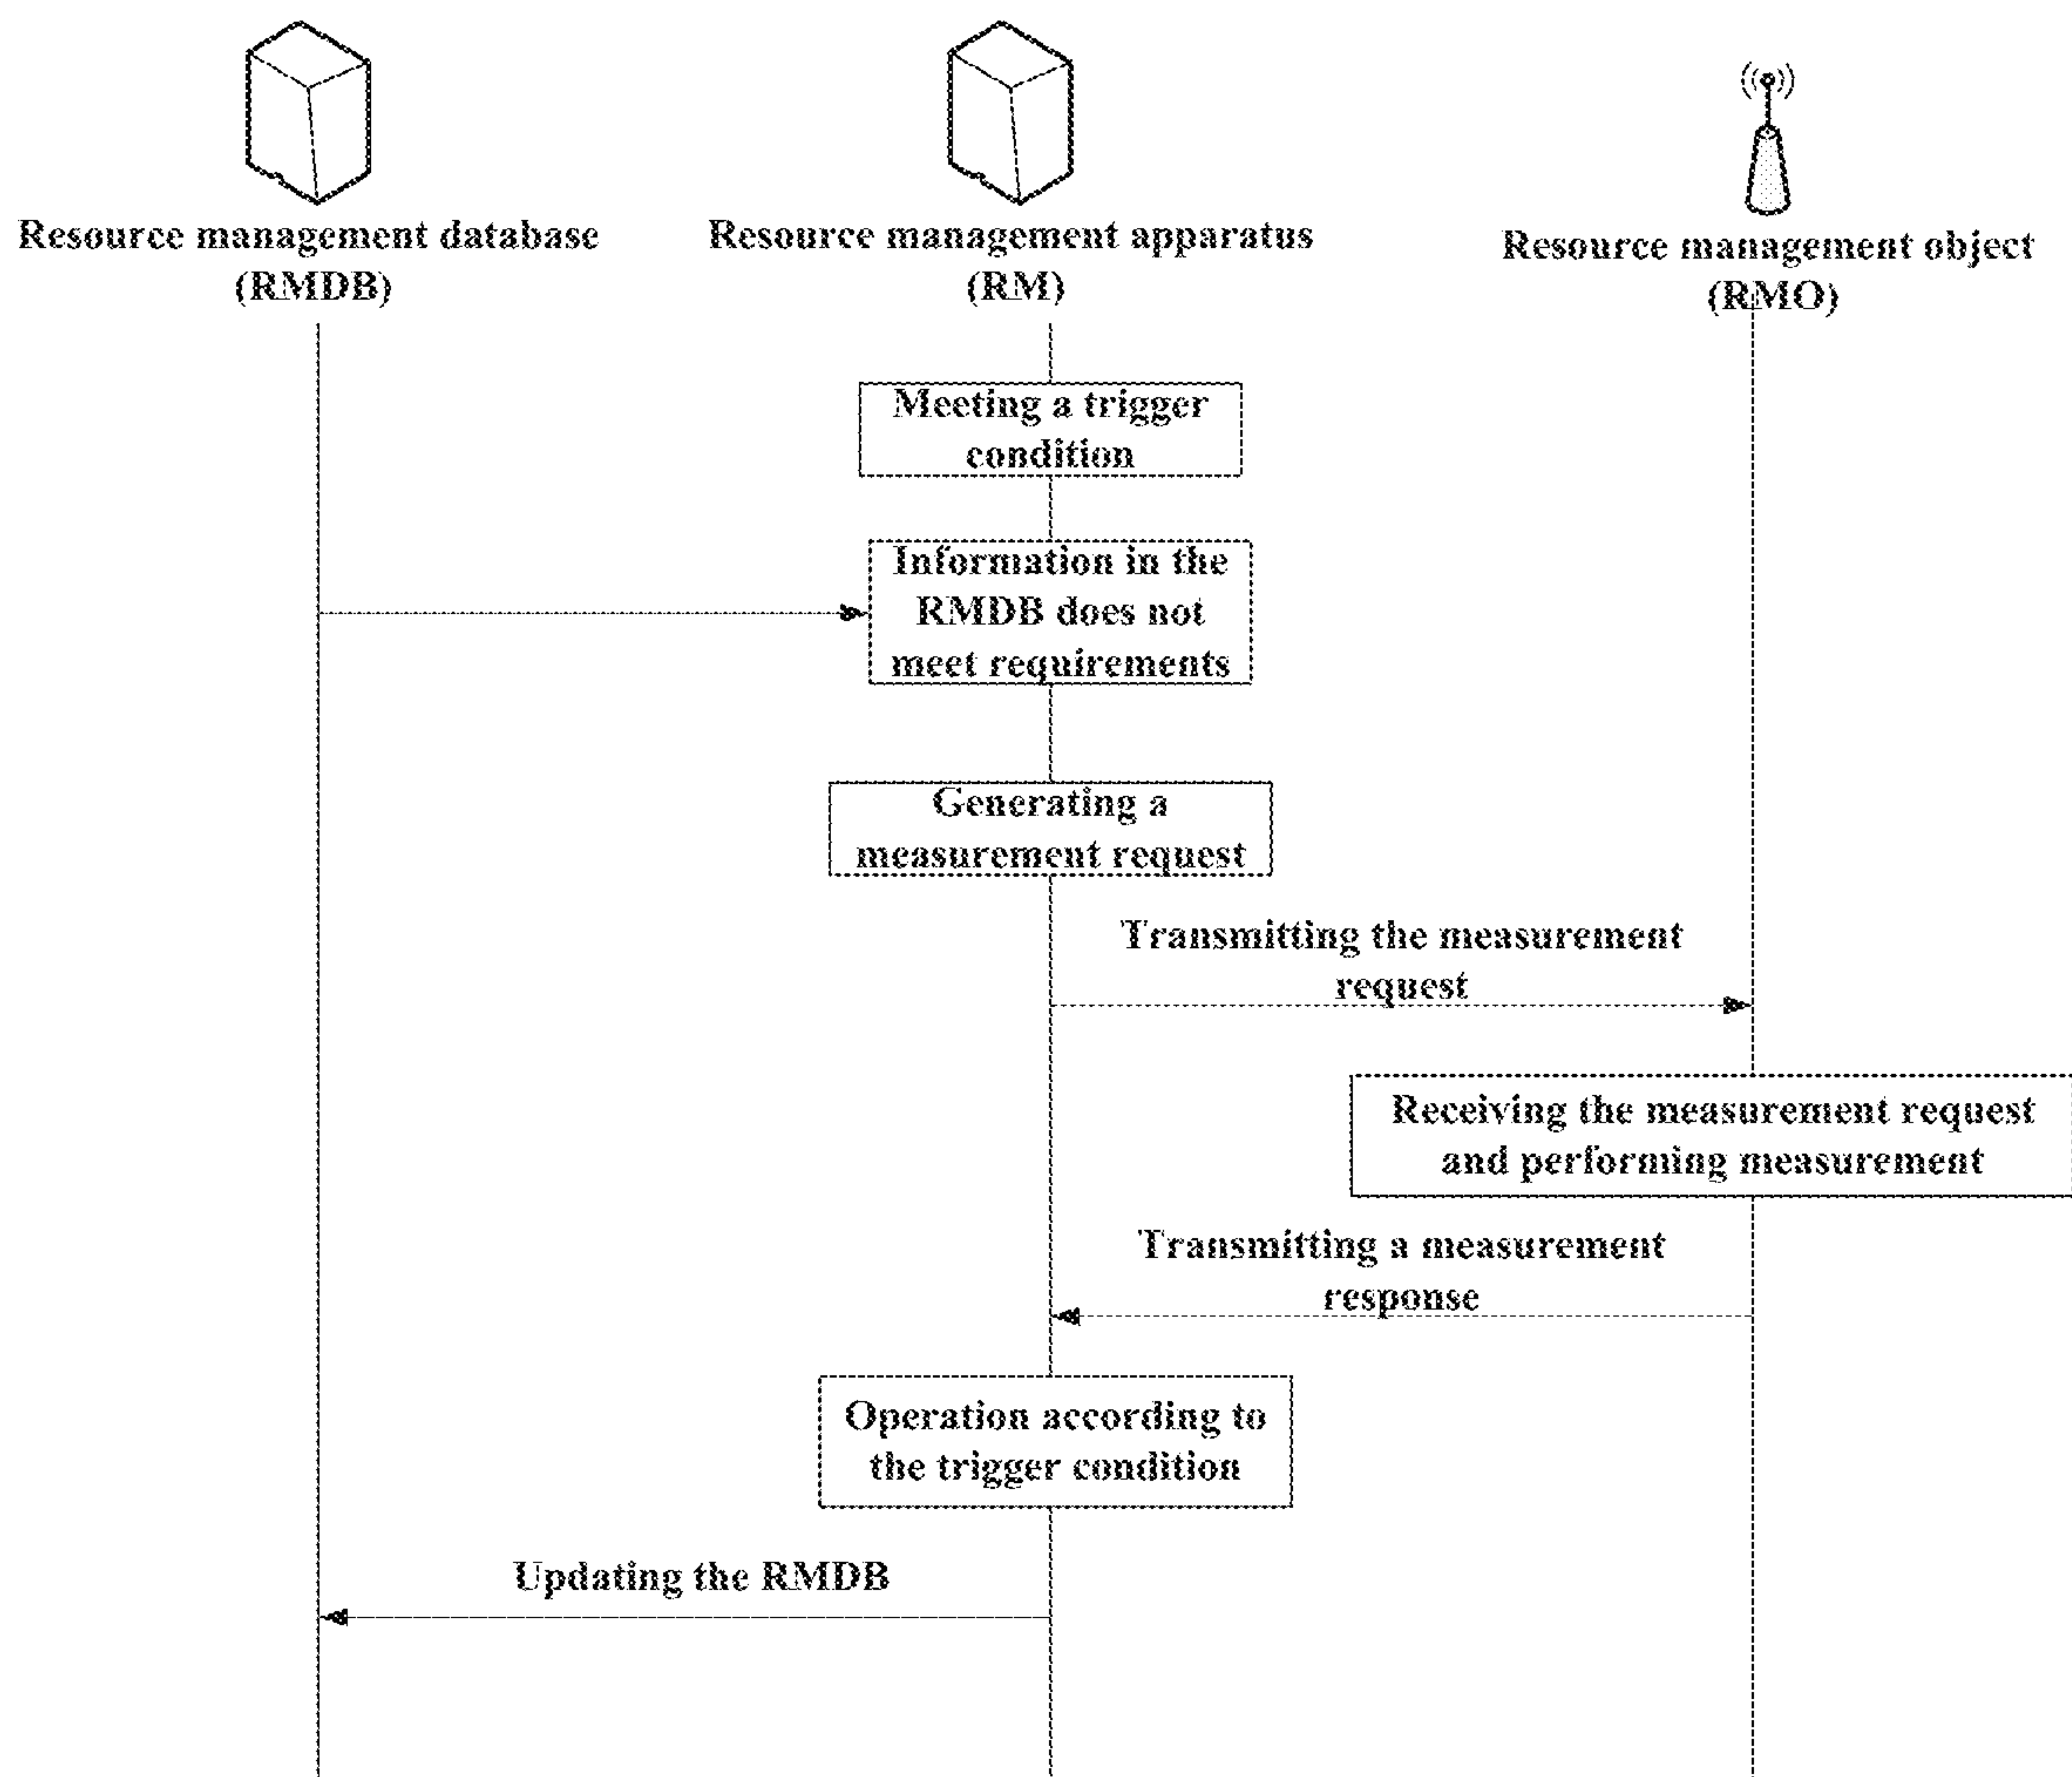 Resource management database
(RMDB)
Resource management apparatus
(RM)
Resource management object
(RMO)
Meeting a trigger
condition
Information in the
RMDB does not
meet requirements
Generating a
measurement request
Transmitting the measurement
request
Receiving the measurement request
and performing measurement
Transmitting a measurement
response
Operation according to
the trigger condition
Updating the RMDB